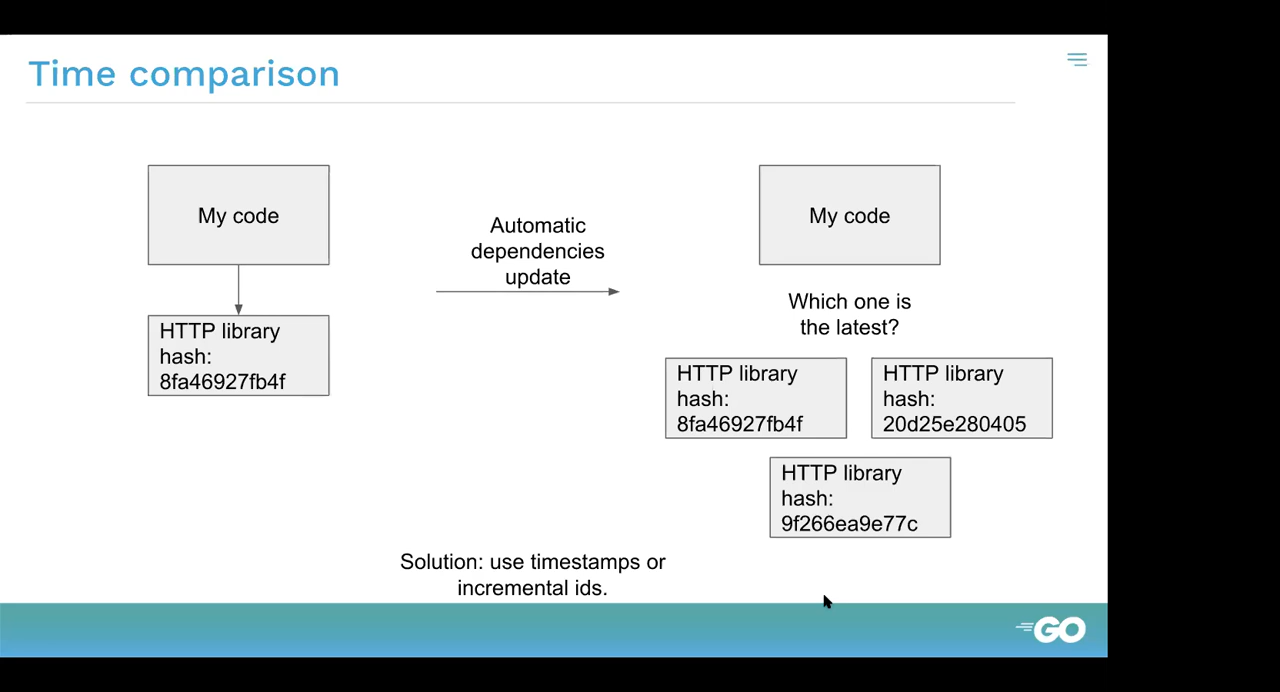 Time comparison
My code
HTTP library
hash:
8fa46927fb4f
Automatic
dependencies
update
My code
Which one is
the latest?
HTTP library
hash:
8fa46927fb4f
HTTP library
hash:
20d25e280405
HTTP library
hash:
9f266ea9e77c
Solution: use timestamps or
incremental ids.
GO